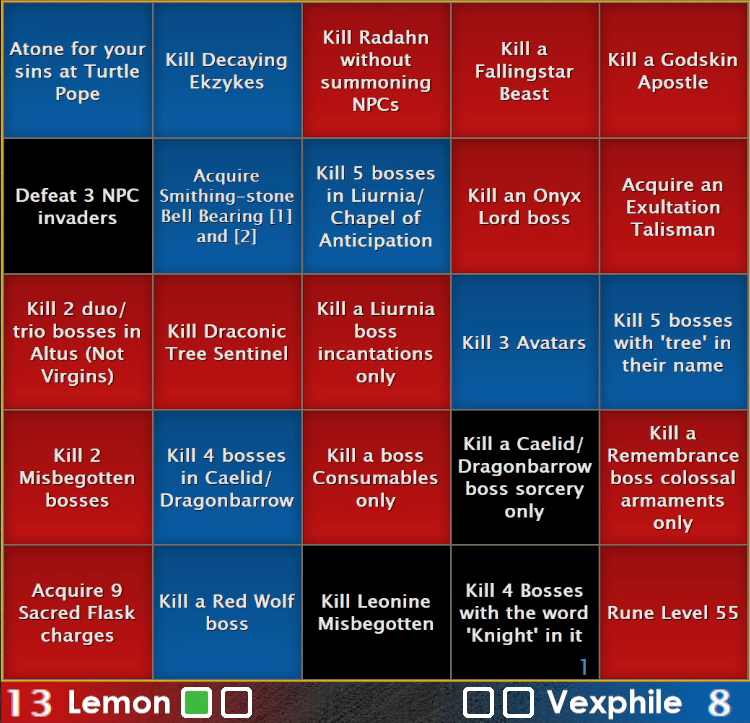 Atone for your
sins at Turtle
Pope
Kill Decaying
Ekzykes
Kill Radahn
without
summoning
NPCs
Kill a
Fallingstar
Beast
Kill a Godskin
Apostle
Defeat 3 NPC
invaders
Acquire
Smithing-stone
Bell Bearing [1]
and [2]
Kill 5 bosses
in Liurnia/
Chapel of
Anticipation
Kill an Onyx
Lord boss
Acquire an
Exultation
Talisman
Kill 2 duo/
trio bosses in
Altus (Not
Virgins)
Kill Draconic
Tree Sentinel
Kill a Liurnia
boss
incantations
only
Kill 3 Avatars
Kill 5 bosses
with 'tree' in
their name
Kill 2
Misbegotten
bosses
Kill 4 bosses
in Caelid/
Dragonbarrow
Kill a boss
Consumables
only
Kill a Caelid/
Dragonbarrow
boss sorcery
only
Kill a
Remembrance
boss colossal
armaments
only
Acquire 9
Sacred Flask
charges
Kill a Red Wolf
boss
Kill Leonine
Misbegotten
Kill 4 Bosses
with the word
'Knight' in it
1
Rune Level 55
13 Lemon Vexphile 8